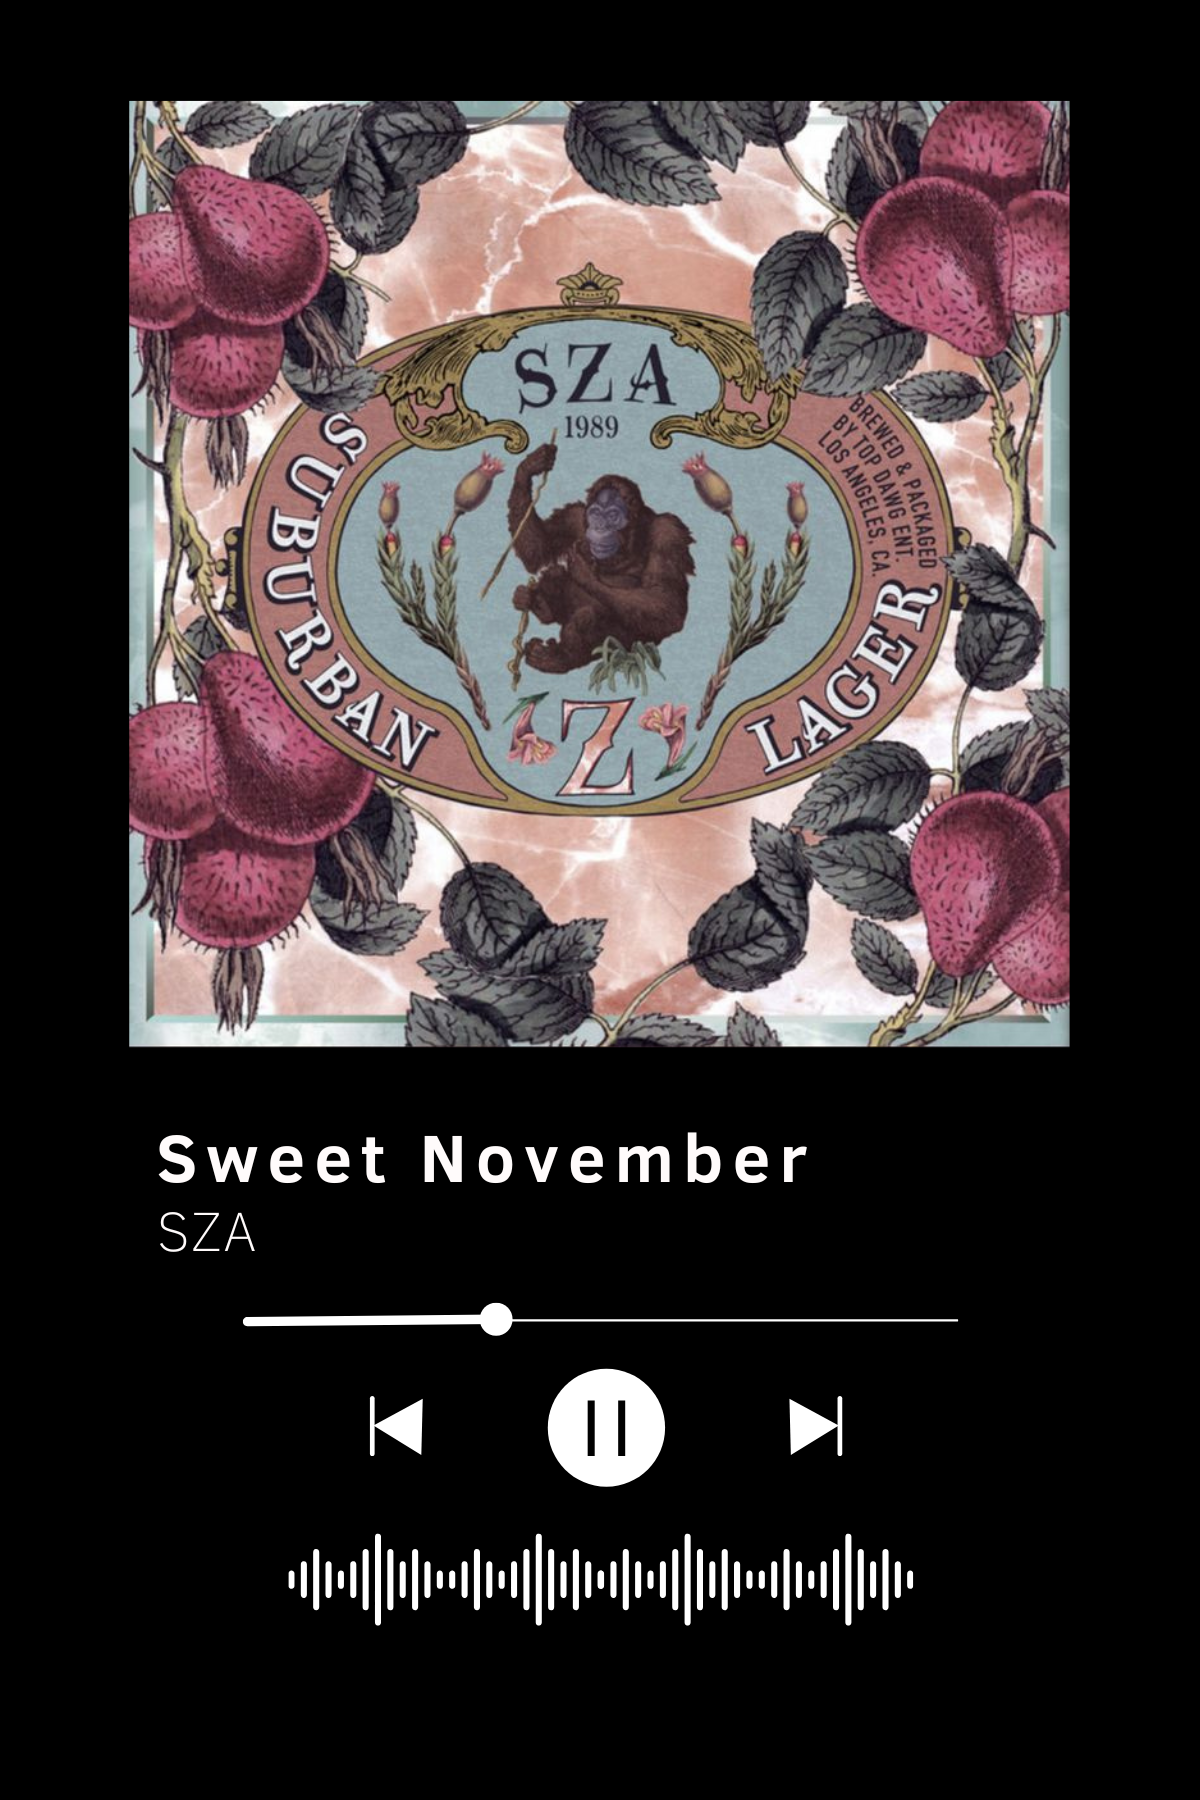 SZA
1989
SUBURBAN
LAGER
BREWED & PACKAGED
BY TOP DAWG ENT.
LOS ANGELES, CA.
Z
Sweet November
SZA